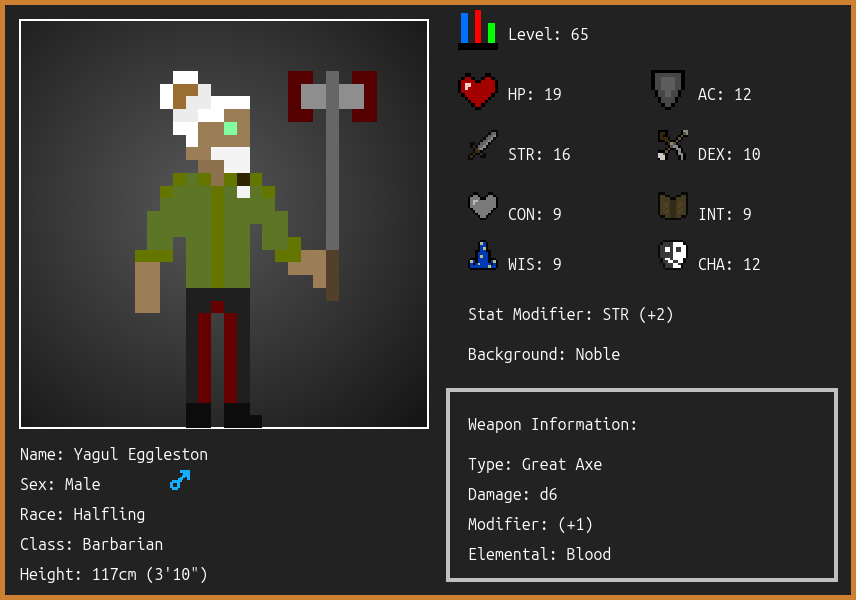 Level: 65
HP: 19
AC: 12
STR: 16
DEX: 10
CON: 9
INT: 9
WIS: 9
CHA: 12
Stat Modifier: STR (+2)
Background: Noble
Weapon Information:
Type: Great Axe
Damage: d6
Modifier: (+1)
Elemental: Blood
Name: Yagul Eggleston
Sex: Male
Race: Halfling
Class: Barbarian
Height: 117cm (3'10")